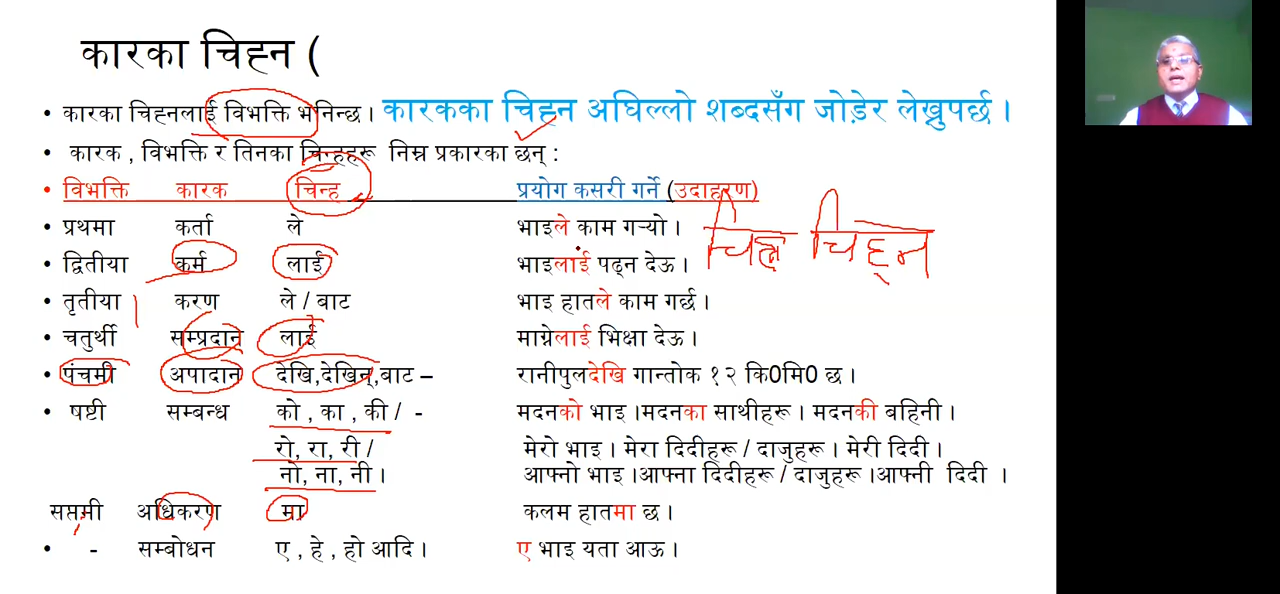 कारका चिह्न (
• कारका चिह्नलाई विभक्ति भनिन्छ । कारकका चिह्न अघिल्लो शब्दसँग जोड़ेर लेख्नुपर्छ ।
• कारक , विभक्ति र तिनका चिन्हहरू निम्न प्रकारका छन् :
• विभक्ति कारक चिन्ह प्रयोग कसरी गर्ने (उदाहरण)
• प्रथमा कर्ता ले भाइले काम गऱ्यो ।
चिह्न चिह्न
• द्वितीया कर्म लाई भाइलाई पढ्न देऊ ।
• तृतीया करण ले / बाट भाइ हातले काम गर्छ ।
• चतुर्थी सम्प्रदान लाई माग्नेलाई भिक्षा देऊ ।
• पंचमी अपादान देखि,देखिन्,बाट – रानीपुलदेखि गान्तोक १२ कि0मि0 छ ।
• षष्टी सम्बन्ध को , का , की / - मदनको भाइ ।मदनका साथीहरू । मदनकी बहिनी ।
रो, रा, री / मेरो भाइ । मेरा दिदीहरू / दाजुहरू । मेरी दिदी ।
नो, ना, नी । आफ्नो भाइ ।आफ्ना दिदीहरू / दाजुहरू ।आफ्नी दिदी ।
सप्तमी अधिकरण मा कलम हातमा छ ।
• - सम्बोधन ए , हे , हो आदि । ए भाइ यता आऊ ।